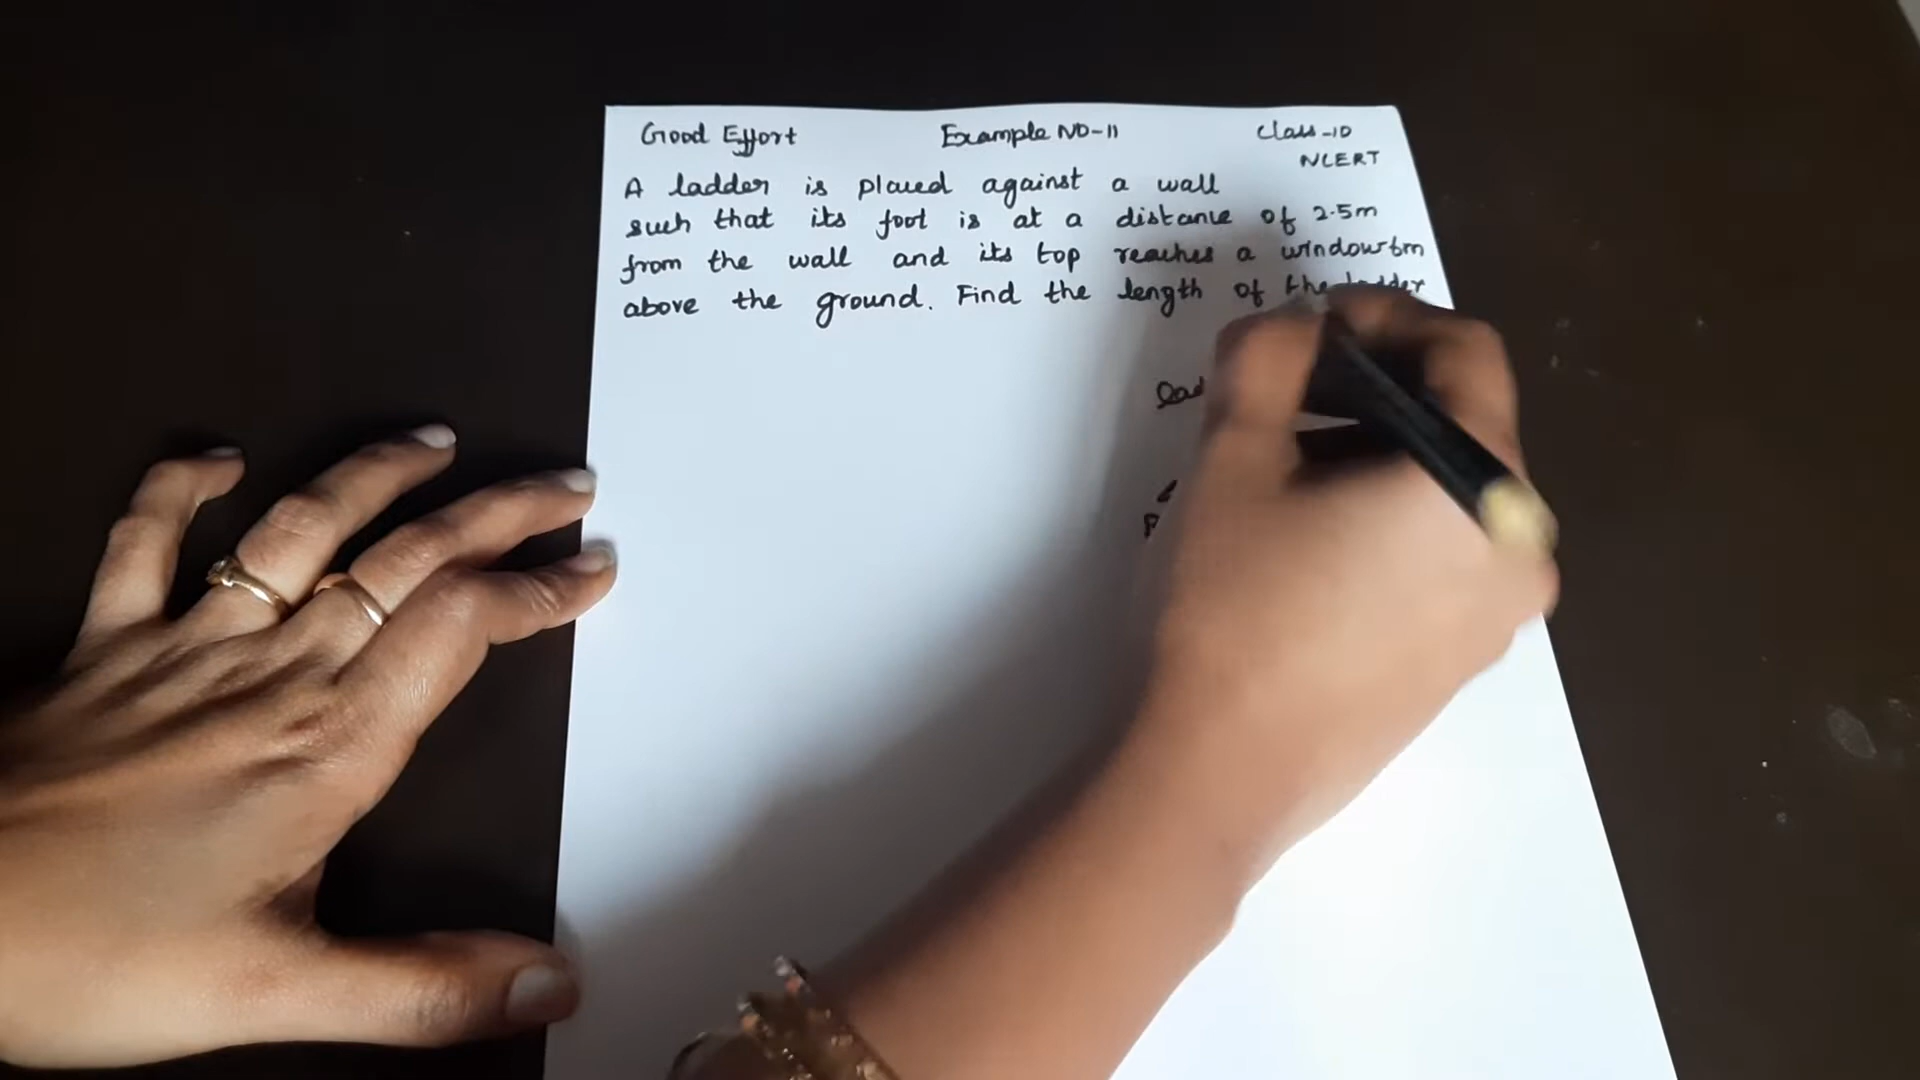 Good Effort Example NO-11 Class-10
NCERT
A ladder is placed against a wall
such that its foot is at a distance of 2.5m
from the wall and its top reaches a window 6m
above the ground. Find the length of the ladder